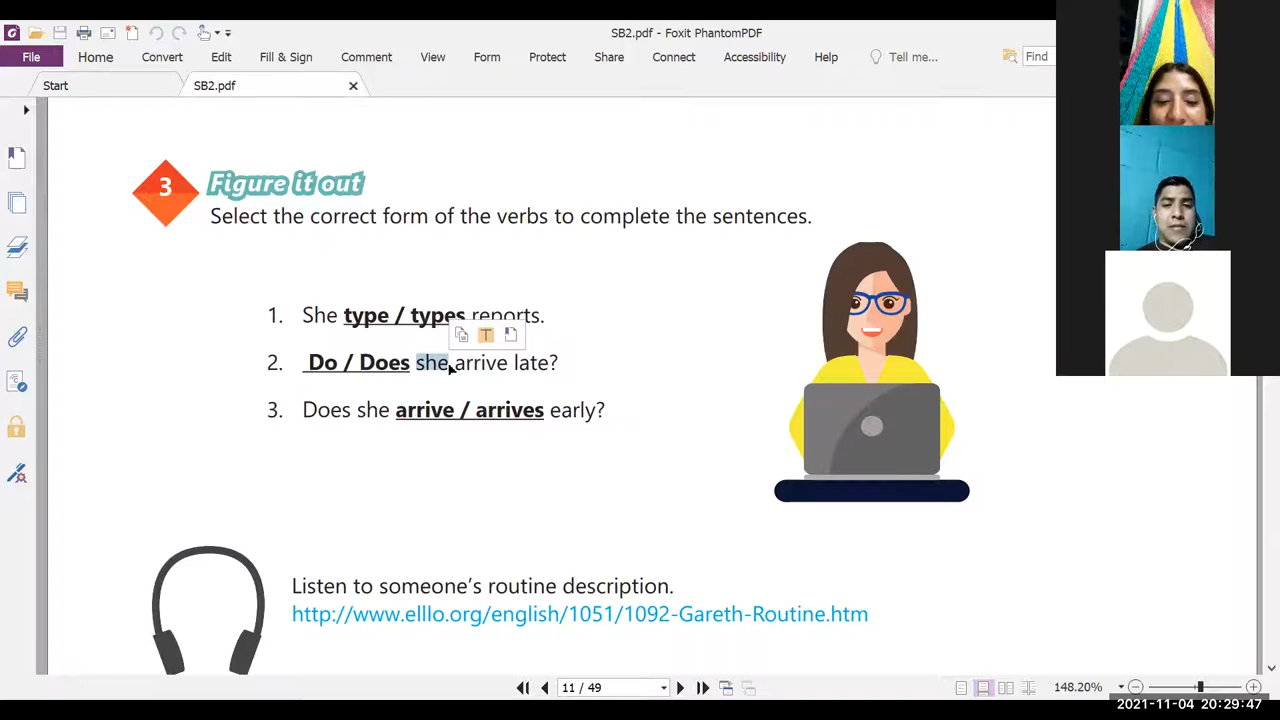 SB2.pdf - Foxit PhantomPDF
File Home Convert Edit Fill & Sign Comment View Form Protect Share Connect Accessibility Help Tell me... Find
Start SB2.pdf
3 Figure it out
Select the correct form of the verbs to complete the sentences.
1. She type / types reports.
2. Do / Does she arrive late?
3. Does she arrive / arrives early?
Listen to someone's routine description.
http://www.elllo.org/english/1051/1092-Gareth-Routine.htm
11 / 49 148.20%
2021-11-04 20:29:47